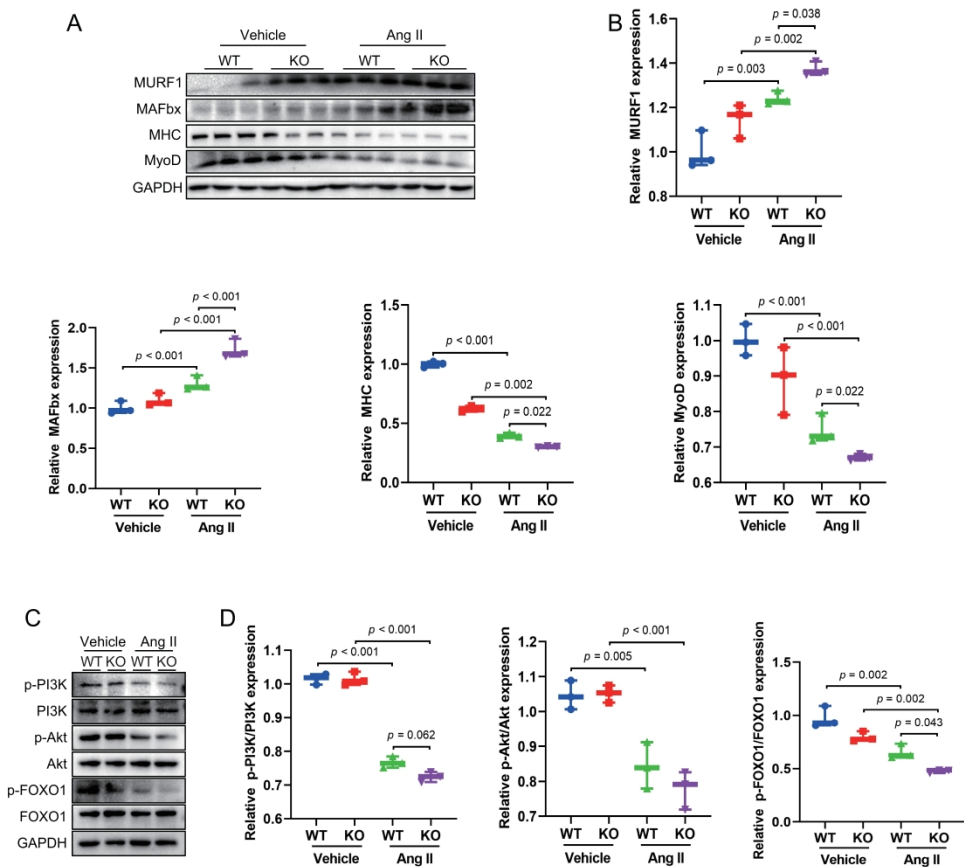 A
Vehicle Ang II
WT KO WT KO
MURF1
MAFbx
MHC
MyoD
GAPDH
B
Relative MURF1 expression
1.6
1.4
1.2
1.0
0.8
p = 0.038
p = 0.002
p = 0.003
WT KO WT KO
Vehicle Ang II
Relative MAFbx expression
2.0
1.5
1.0
0.5
0.0
p < 0.001
p < 0.001
p < 0.001
WT KO WT KO
Vehicle Ang II
Relative MHC expression
1.5
1.0
0.5
0.0
p < 0.001
p = 0.002
p = 0.022
WT KO WT KO
Vehicle Ang II
Relative MyoD expression
1.1
1.0
0.9
0.8
0.7
0.6
p < 0.001
p < 0.001
p = 0.022
WT KO WT KO
Vehicle Ang II
C
Vehicle Ang II
WT KO WT KO
p-PI3K
PI3K
p-Akt
Akt
p-FOXO1
FOXO1
GAPDH
D
Relative p-PI3K/PI3K expression
1.2
1.1
1.0
0.9
0.8
0.7
0.6
p < 0.001
p < 0.001
p = 0.062
WT KO WT KO
Vehicle Ang II
Relative p-Akt/Akt expression
1.2
1.1
1.0
0.9
0.8
0.7
p < 0.001
p = 0.005
WT KO WT KO
Vehicle Ang II
Relative p-FOXO1/FOXO1 expression
1.5
1.0
0.5
0.0
p = 0.002
p = 0.002
p = 0.043
WT KO WT KO
Vehicle Ang II